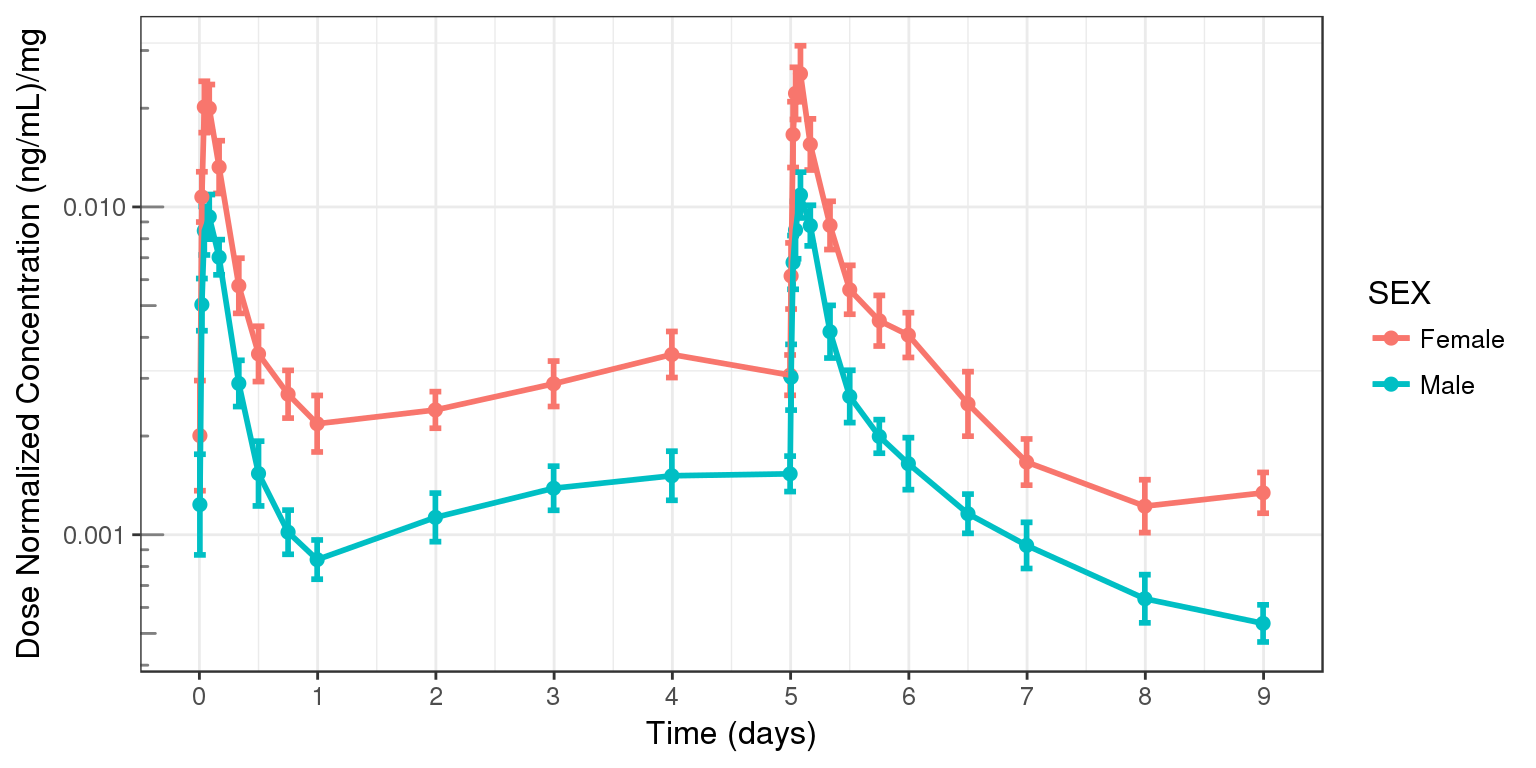 Dose Normalized Concentration (ng/mL)/mg
0.010
0.001
0 1 2 3 4 5 6 7 8 9
Time (days)
SEX
Female
Male